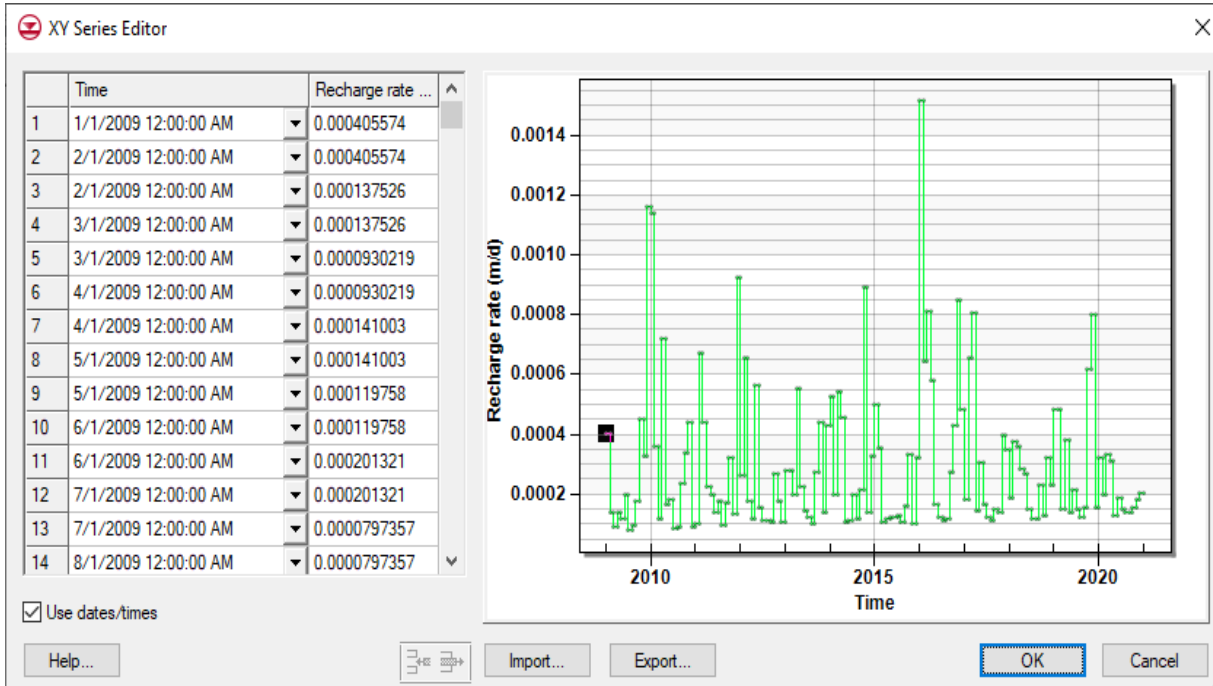 XY Series Editor
Time Recharge rate ...
1 1/1/2009 12:00:00 AM 0.000405574
2 2/1/2009 12:00:00 AM 0.000405574
3 2/1/2009 12:00:00 AM 0.000137526
4 3/1/2009 12:00:00 AM 0.000137526
5 3/1/2009 12:00:00 AM 0.0000930219
6 4/1/2009 12:00:00 AM 0.0000930219
7 4/1/2009 12:00:00 AM 0.000141003
8 5/1/2009 12:00:00 AM 0.000141003
9 5/1/2009 12:00:00 AM 0.000119758
10 6/1/2009 12:00:00 AM 0.000119758
11 6/1/2009 12:00:00 AM 0.000201321
12 7/1/2009 12:00:00 AM 0.000201321
13 7/1/2009 12:00:00 AM 0.0000797357
14 8/1/2009 12:00:00 AM 0.0000797357
Use dates/times
Recharge rate (m/d)
0.0014
0.0012
0.0010
0.0008
0.0006
0.0004
0.0002
2010 2015 2020
Time
Help... Import... Export... OK Cancel